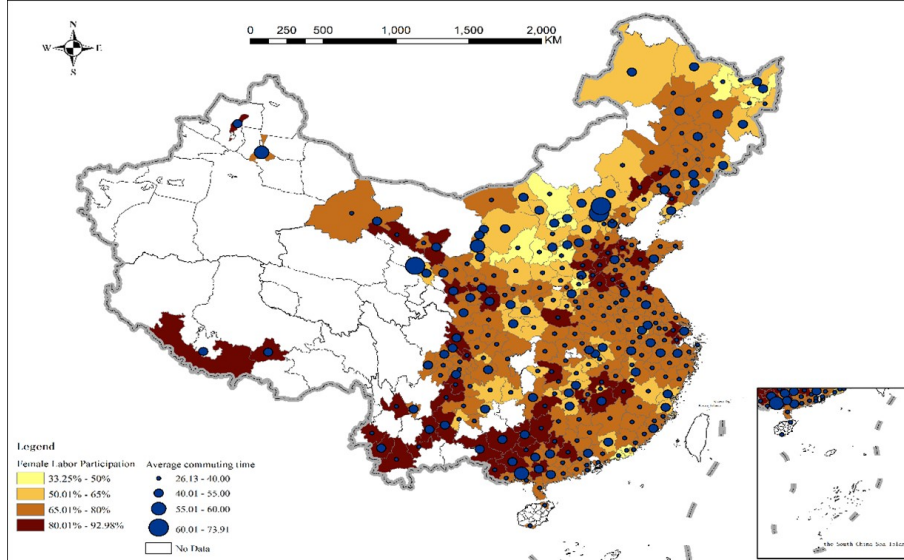 N
W E
S
0 250 500 1,000 1,500 2,000
KM
Legend
Female Labor Participation
33.25% - 50%
50.01% - 65%
65.01% - 80%
80.01% - 92.98%
Average commuting time
26.13 - 40.00
40.01 - 55.00
55.01 - 60.00
60.01 - 73.91
No Data
the South China Sea Islan